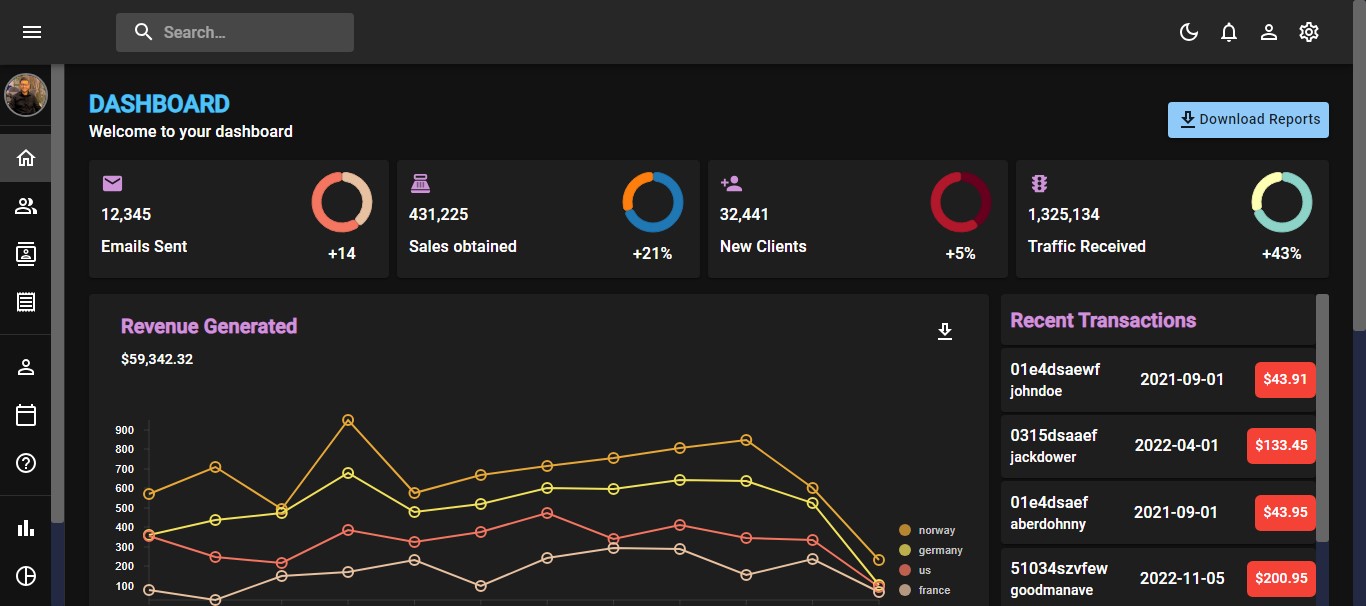 Search...
DASHBOARD
Welcome to your dashboard
Download Reports
12,345
Emails Sent
+14
431,225
Sales obtained
+21%
32,441
New Clients
+5%
1,325,134
Traffic Received
+43%
Revenue Generated
$59,342.32
900
800
700
600
500
400
300
200
100
norway
germany
us
france
Recent Transactions
01e4dsaewf
johndoe
2021-09-01
$43.91
0315dsaaef
jackdower
2022-04-01
$133.45
01e4dsaef
aberdohnny
2021-09-01
$43.95
51034szvfew
goodmanave
2022-11-05
$200.95